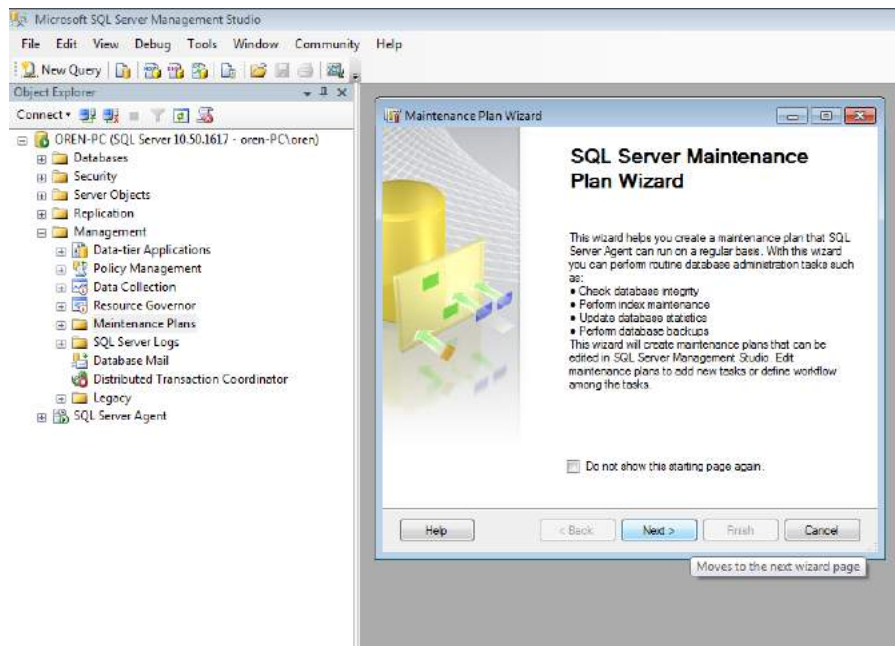 Microsoft SQL Server Management Studio
File Edit View Debug Tools Window Community Help
New Query
Object Explorer
Connect
OREN-PC (SQL Server 10.50.1617 - oren-PC\oren)
Databases
Security
Server Objects
Replication
Management
Data-tier Applications
Policy Management
Data Collection
Resource Governor
Maintenance Plans
SQL Server Logs
Database Mail
Distributed Transaction Coordinator
Legacy
SQL Server Agent
Maintenance Plan Wizard
SQL Server Maintenance
Plan Wizard
This wizard helps you create a maintenance plan that SQL
Server Agent can run on a regular basis. With this wizard
you can perform routine database administration tasks such
as:
• Check database integrity
• Perform index maintenance
• Update database statistics
• Perform database backups
This wizard will create maintenance plans that can be
edited in SQL Server Management Studio. Edit
maintenance plans to add new tasks or define workflow
among the tasks.
Do not show this starting page again.
Help < Back Next > Finish Cancel
Moves to the next wizard page